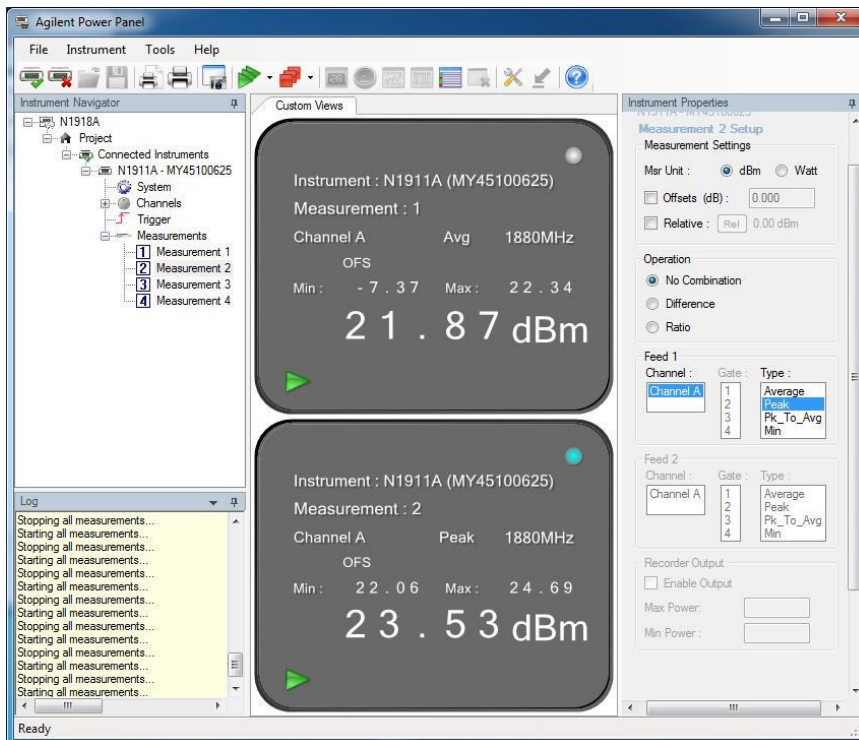 Agilent Power Panel
File Instrument Tools Help
Instrument Navigator
N1918A
Project
Connected Instruments
N1911A - MY45100625
System
Channels
Trigger
Measurements
1 Measurement 1
2 Measurement 2
3 Measurement 3
4 Measurement 4
Log
Stopping all measurements...
Starting all measurements...
Stopping all measurements...
Starting all measurements...
Stopping all measurements...
Starting all measurements...
Stopping all measurements...
Starting all measurements...
Stopping all measurements...
Starting all measurements...
Stopping all measurements...
Starting all measurements...
Stopping all measurements...
Starting all measurements...
Custom Views
Instrument : N1911A (MY45100625)
Measurement : 1
Channel A Avg 1880MHz
OFS
Min : - 7 . 37 Max : 22 . 34
21 . 87 dBm
Instrument : N1911A (MY45100625)
Measurement : 2
Channel A Peak 1880MHz
OFS
Min : 22 . 06 Max : 24 . 69
23 . 53 dBm
Instrument Properties
N1911A - MY45100625
Measurement 2 Setup
Measurement Settings
Msr Unit : dBm Watt
Offsets (dB) : 0.000
Relative : Rel 0.00 dBm
Operation
No Combination
Difference
Ratio
Feed 1
Channel : Gate : Type :
Channel A 1 Average
2 Peak
3 Pk_To_Avg
4 Min
Feed 2
Channel : Gate : Type :
Channel A 1 Average
2 Peak
3 Pk_To_Avg
4 Min
Recorder Output
Enable Output
Max Power:
Min Power :
Ready